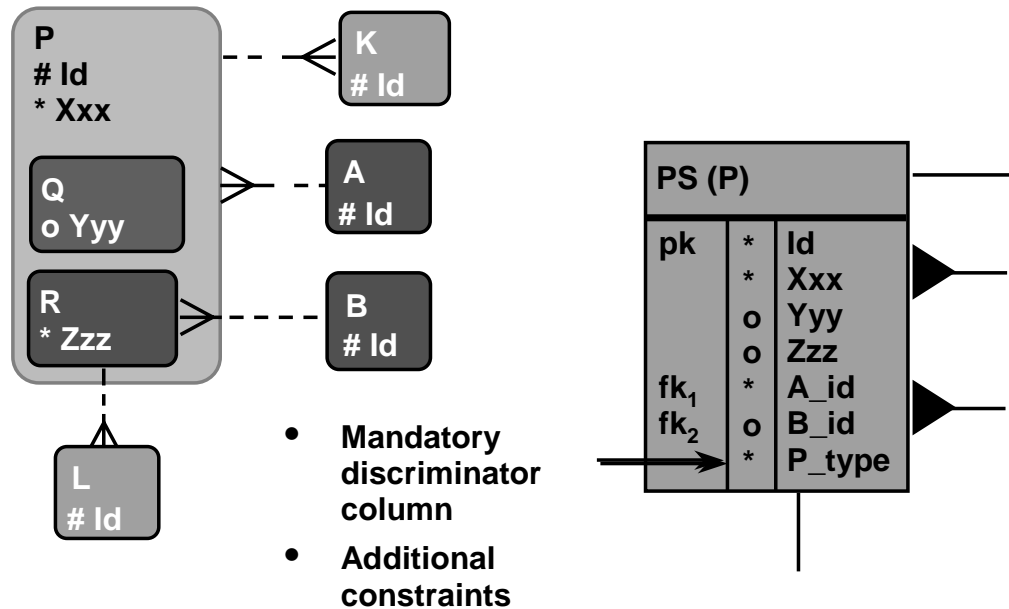 P
# Id
* Xxx
Q
o Yyy
R
* Zzz
K
# Id
A
# Id
B
# Id
L
# Id
• Mandatory
discriminator
column
• Additional
constraints
PS (P)
pk * Id
* Xxx
o Yyy
o Zzz
fk₁ * A_id
fk₂ o B_id
* P_type